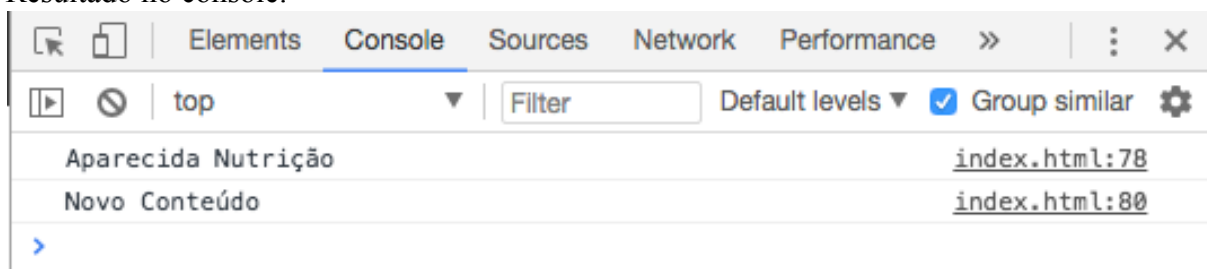 Resultado no console:
Elements Console Sources Network Performance »
top Filter Default levels Group similar
Aparecida Nutrição index.html:78
Novo Conteúdo index.html:80
>